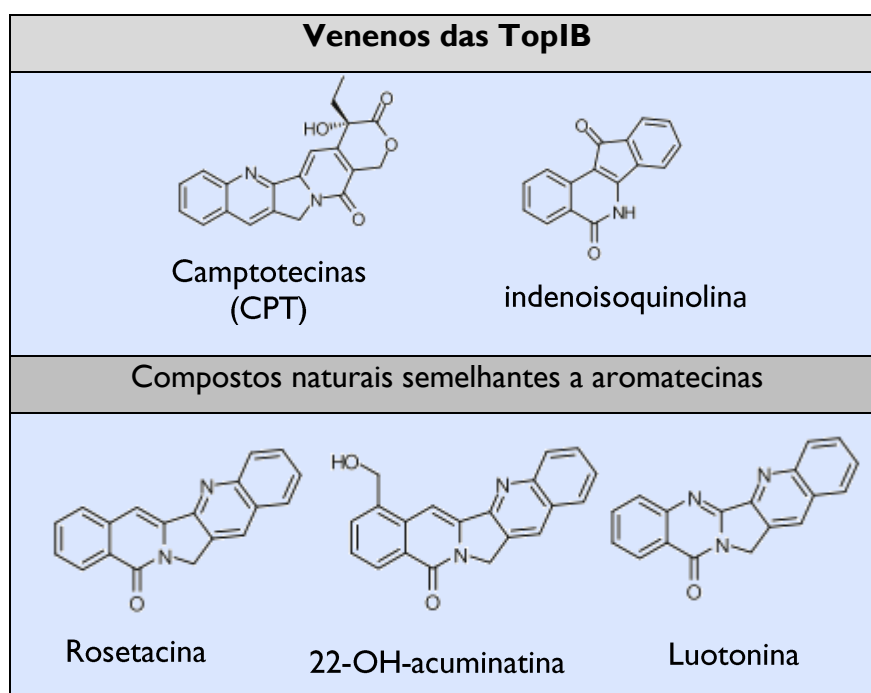 Venenos das TopIB
O
HO
O
N
N
O
O
O
NH
O
Camptotecinas
(CPT)
indenoisoquinolina
Compostos naturais semelhantes a aromatecinas
HO
N
N
N
N
N
N
N
O
O
O
Rosetacina
22-OH-acuminatina
Luotonina